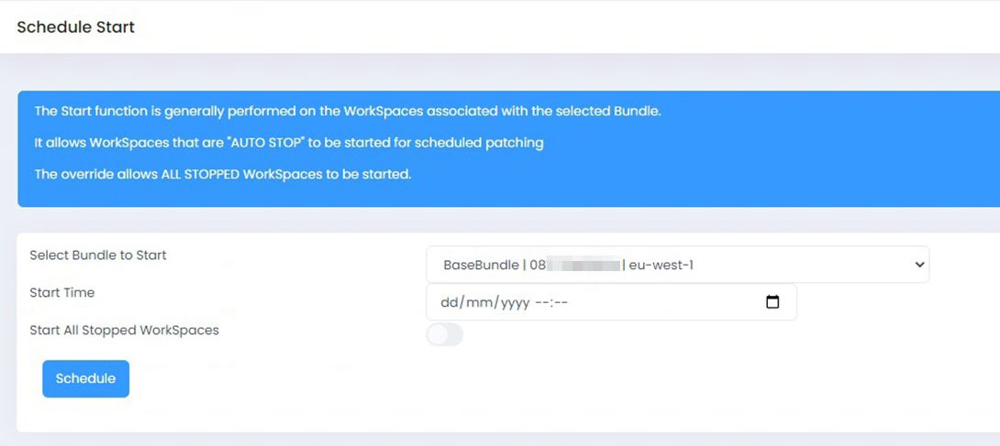 Schedule Start
The Start function is generally performed on the WorkSpaces associated with the selected Bundle.
It allows WorkSpaces that are "AUTO STOP" to be started for scheduled patching
The override allows ALL STOPPED WorkSpaces to be started.
Select Bundle to Start
BaseBundle | 08 | eu-west-1
Start Time
dd/mm/yyyy --:--
Start All Stopped WorkSpaces
Schedule